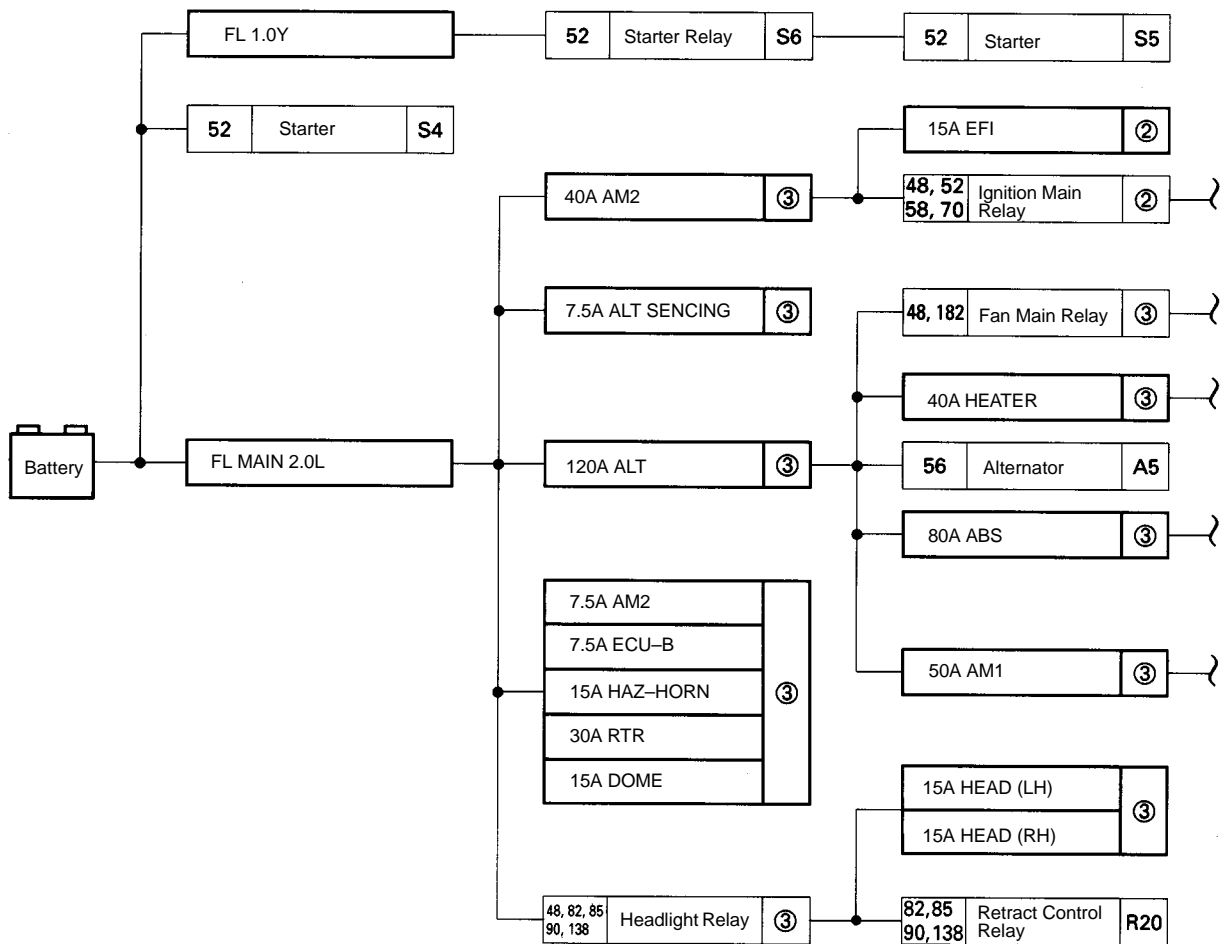 FL 1.0Y
52 Starter Relay S6
52 Starter S5
52 Starter S4
15A EFI ②
40A AM2 ③
48, 52
58, 70
Ignition Main
Relay
②
7.5A ALT SENCING ③
48, 182 Fan Main Relay ③
40A HEATER ③
Battery
FL MAIN 2.0L
120A ALT ③
56 Alternator A5
80A ABS ③
7.5A AM2
7.5A ECU–B
15A HAZ–HORN
30A RTR
15A DOME
③
50A AM1 ③
15A HEAD (LH)
15A HEAD (RH)
③
48, 82, 85
90, 138
Headlight Relay
③
82,85
90,138
Retract Control
Relay
R20